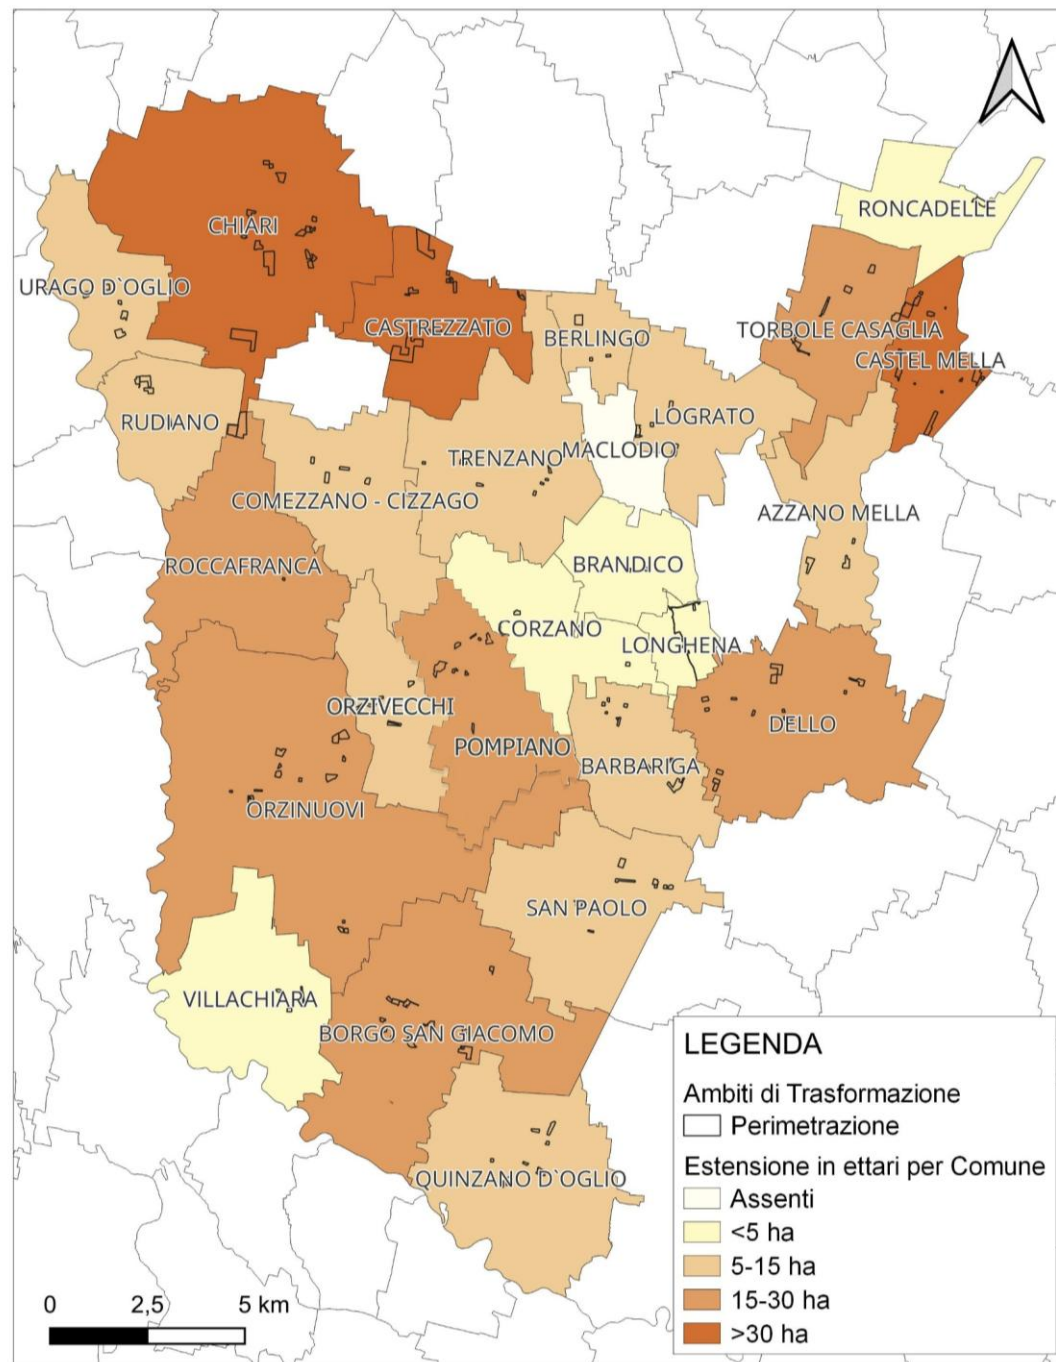 RONCADELLE
CHIARI
URAGO D`OGLIO
CASTREZZATO
BERLINGO
TORBOLE CASAGLIA
CASTEL MELLA
RUDIANO
LOGRATO
TRENZANO
MACLODIO
COMEZZANO - CIZZAGO
AZZANO MELLA
ROCCAFRANCA
BRANDICO
CORZANO
LONGHENA
ORZIVECCHI
POMPIANO
DELLO
BARBARIGA
ORZINUOVI
SAN PAOLO
VILLACHIARA
BORGO SAN GIACOMO
QUINZANO D`OGLIO
LEGENDA
Ambiti di Trasformazione
Perimetrazione
Estensione in ettari per Comune
Assenti
<5 ha
5-15 ha
15-30 ha
>30 ha
0 2,5 5 km